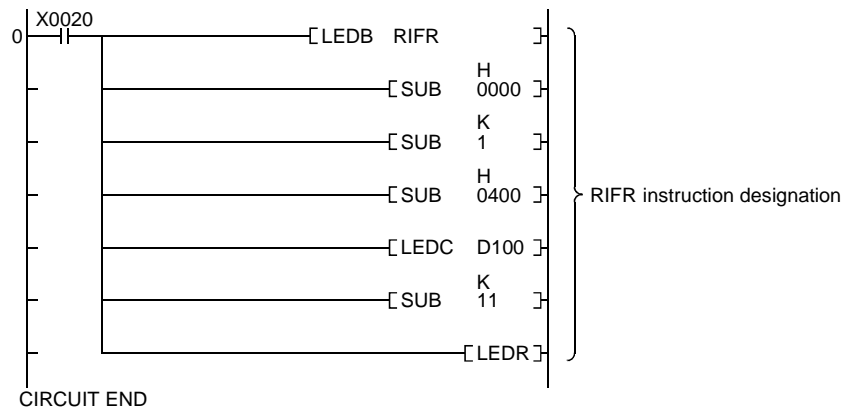 X0020
0 LEDB RIFR
H
SUB 0000
K
SUB 1
H
SUB 0400
RIFR instruction designation
LEDC D100
K
SUB 11
LEDR
CIRCUIT END